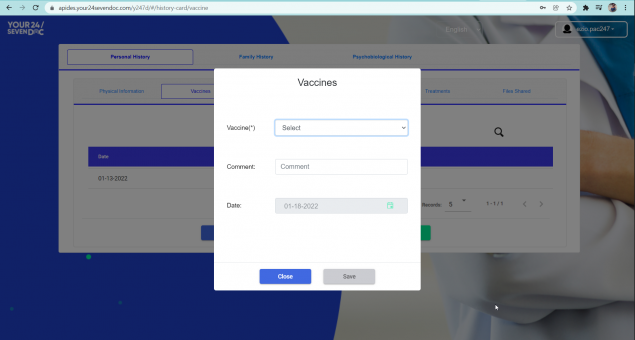 apides.your24sevendoc.com/y247d/#/history-card/vaccine
YOUR 24/
SEVEN DOC
English
Personal History
Family History
Psychobiological History
Physical Information
Vaccines
Treatments
Files Shared
Vaccines
Vaccine(*)
Select
Date
01-13-2022
Comment:
Comment
Records:
5
1 - 1 / 1
Date:
01-18-2022
Close
Save